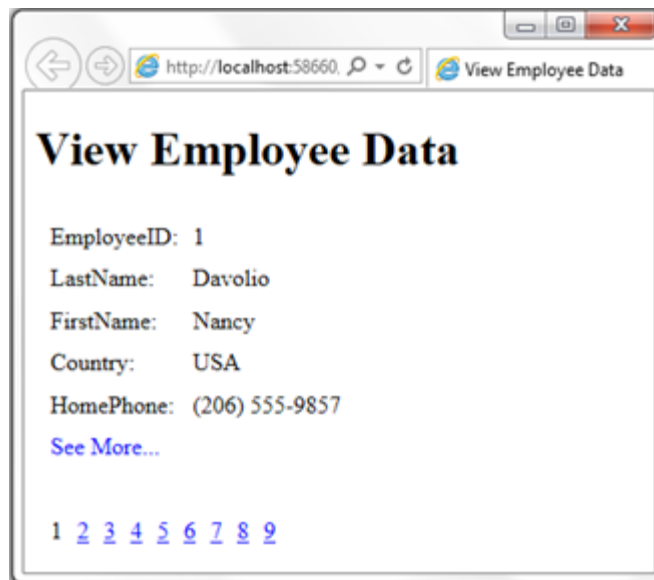 http://localhost:58660.
View Employee Data
View Employee Data
EmployeeID: 1
LastName: Davolio
FirstName: Nancy
Country: USA
HomePhone: (206) 555-9857
See More...
1 2 3 4 5 6 7 8 9